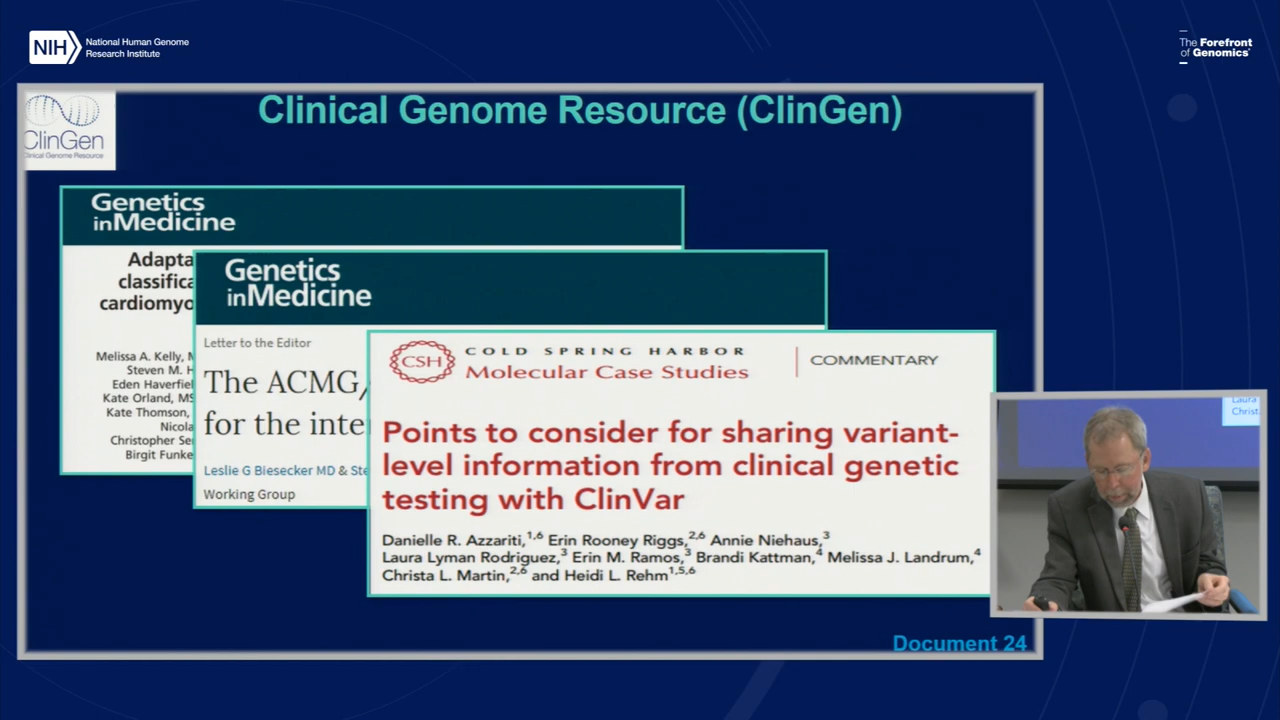 NIH
National Human Genome
Research Institute
The Forefront
of Genomics
Clinical Genome Resource (ClinGen)
ClinGen
Clinical Genome Resource
Genetics
inMedicine
Adapta
classifica
cardiomyo
Melissa A. Kelly, M
Steven M. H
Eden Haverfiel
Kate Orland, MS
Kate Thomson,
Nicola
Christopher Se
Birgit Funke
Genetics
inMedicine
Letter to the Editor
The ACMG/
for the inte
Leslie G Biesecker MD & Ste
Working Group
CSH
COLD SPRING HARBOR
Molecular Case Studies
COMMENTARY
Points to consider for sharing variant-
level information from clinical genetic
testing with ClinVar
Danielle R. Azzariti,1,6 Erin Rooney Riggs,2,6 Annie Niehaus,3
Laura Lyman Rodriguez,3 Erin M. Ramos,3 Brandi Kattman,4 Melissa J. Landrum,4
Christa L. Martin,2,6 and Heidi L. Rehm1,5,6
Laura
Christ
Document 24